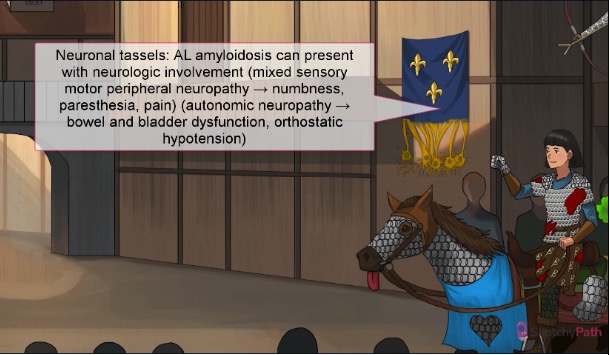 Neuronal tassels: AL amyloidosis can present
with neurologic involvement (mixed sensory
motor peripheral neuropathy → numbness,
paresthesia, pain) (autonomic neuropathy →
bowel and bladder dysfunction, orthostatic
hypotension)
SketchyPath